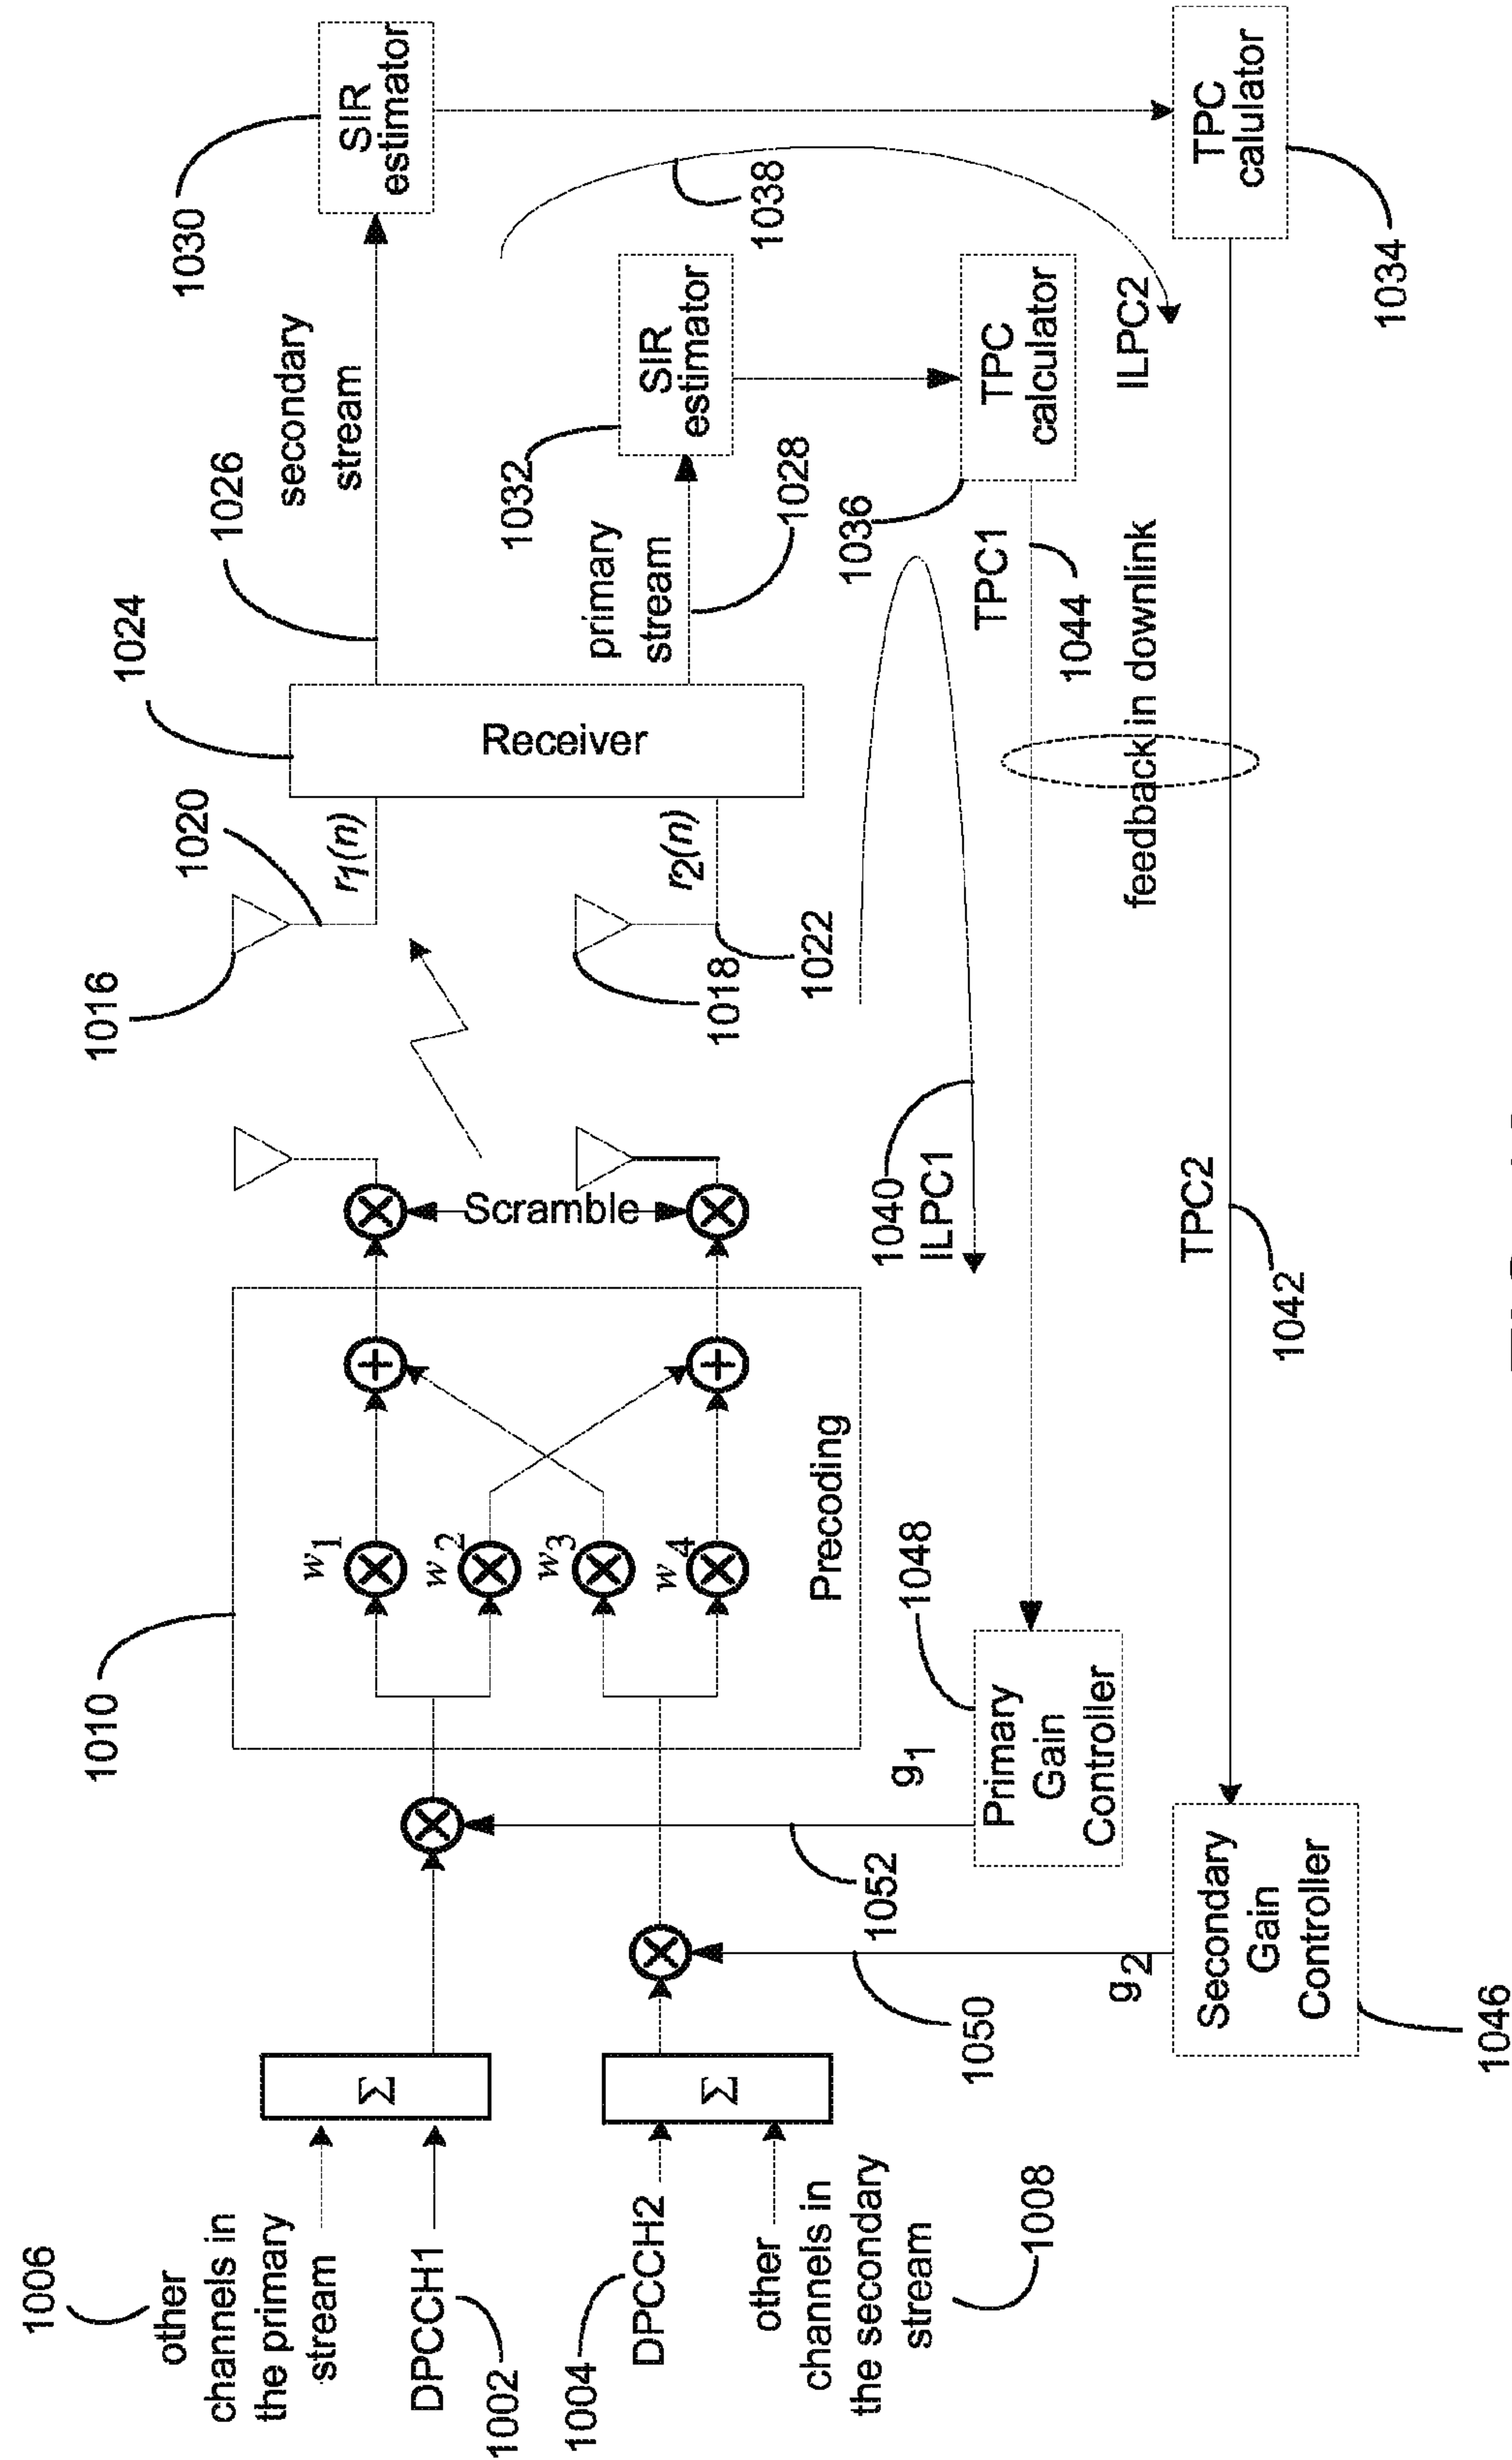 1006
other
channels in
the primary
stream
DPCCH1
1002
1004
DPCCH2
other
channels in
the secondary
stream
1008
Σ
Σ
1010
w1
w2
w3
w4
Precoding
Scramble
1016
1020
r1(n)
1018
1022
r2(n)
1024
Receiver
1026
secondary
stream
primary
stream
1028
1030
SIR
estimator
1032
SIR
estimator
1038
1036
TPC
calculator
ILPC2
TPC
calulator
1034
TPC1
1044
feedback in downlink
1040
ILPC1
TPC2
1042
g1
1048
Primary
Gain
Controller
1052
1050
g2
Secondary
Gain
Controller
1046